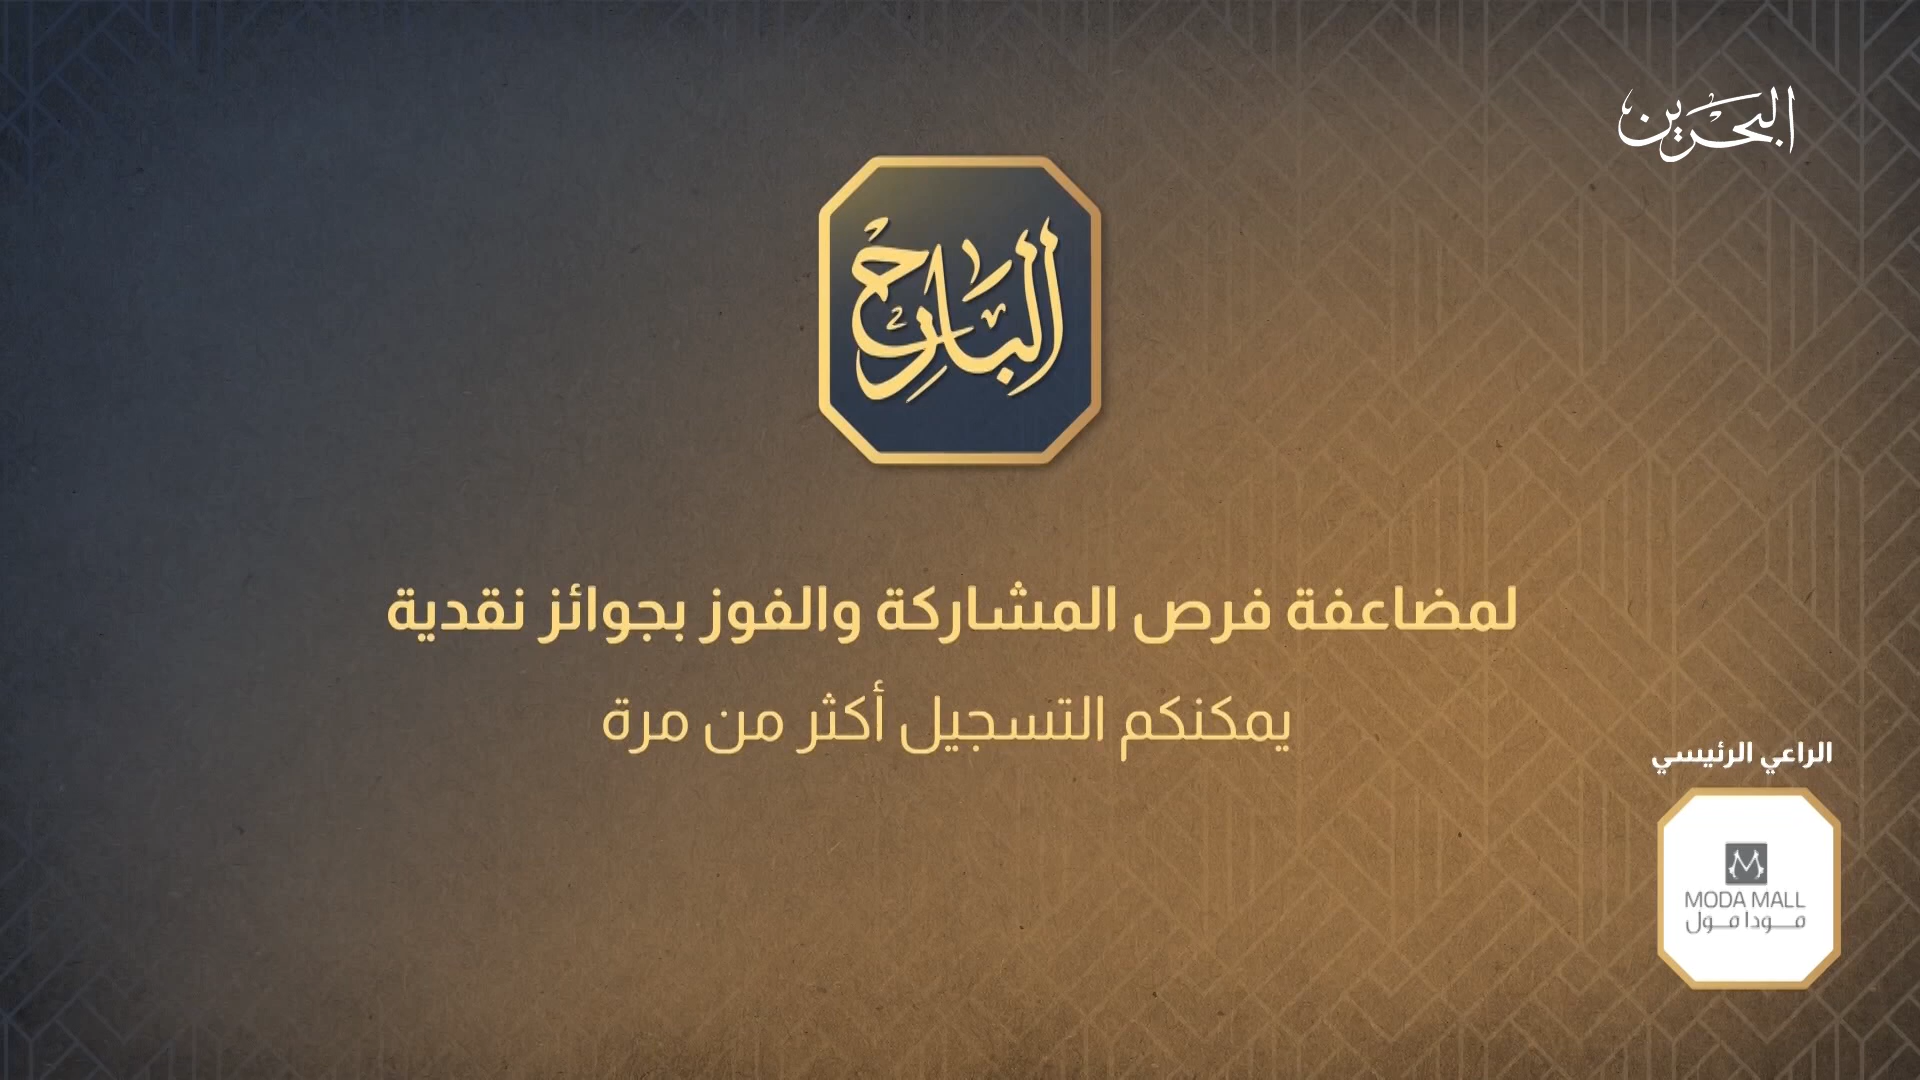 البحرين
البارح
لمضاعفة فرص المشاركة والفوز بجوائز نقدية
يمكنكم التسجيل أكثر من مرة
الراعي الرئيسي
MODA MALL
مودا مول